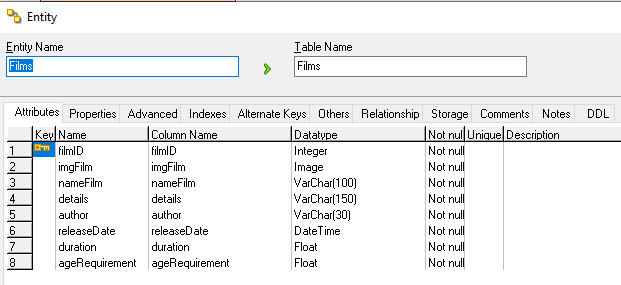 Entity
Entity Name
Table Name
Films
Films
Attributes Properties Advanced Indexes Alternate Keys Others Relationship Storage Comments Notes DDL
Key Name Column Name Datatype Not nul Unique Description
1 filmID filmID Integer Not null
2 imgFilm imgFilm Image Not null
3 nameFilm nameFilm VarChar(100) Not null
4 details details VarChar(150) Not null
5 author author VarChar(30) Not null
6 releaseDate releaseDate DateTime Not null
7 duration duration Float Not null
8 ageRequirement ageRequirement Float Not null